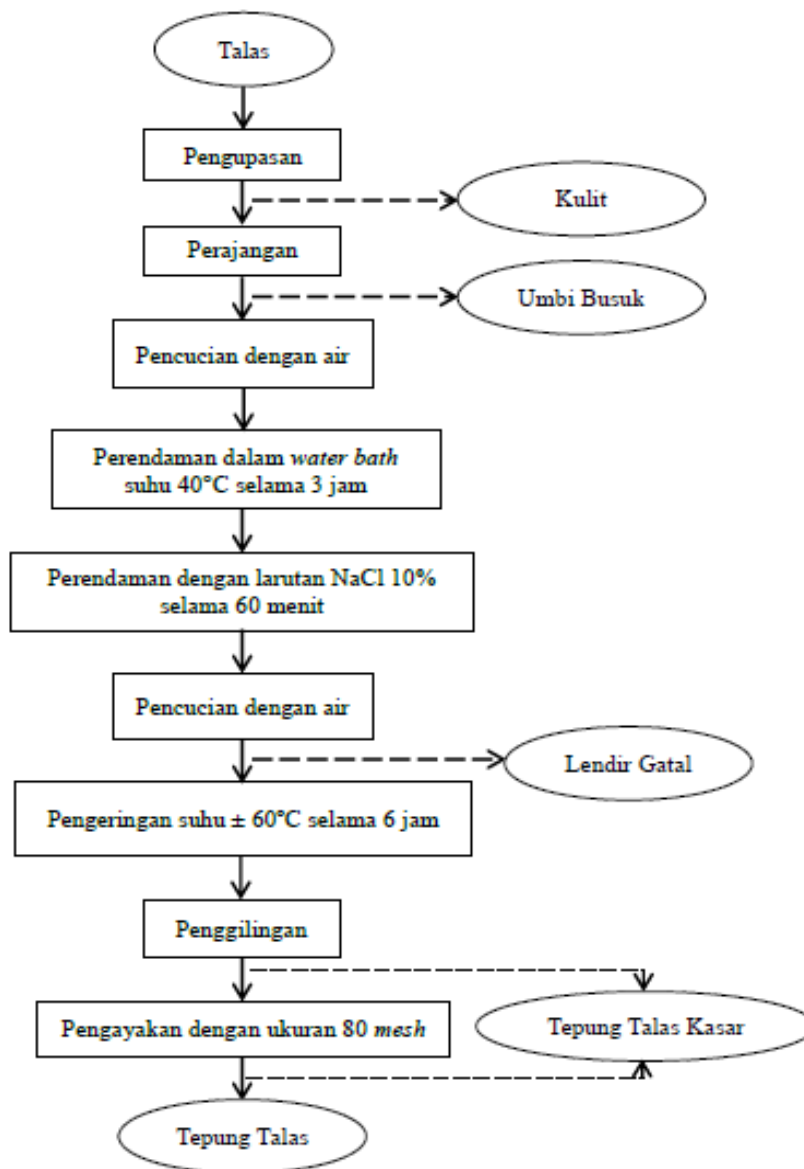 Talas
Pengupasan
Kulit
Perajangan
Umbi Busuk
Pencucian dengan air
Perendaman dalam water bath
suhu 40°C selama 3 jam
Perendaman dengan larutan NaCl 10%
selama 60 menit
Pencucian dengan air
Lendir Gatal
Pengeringan suhu ± 60°C selama 6 jam
Penggilingan
Pengayakan dengan ukuran 80 mesh
Tepung Talas Kasar
Tepung Talas